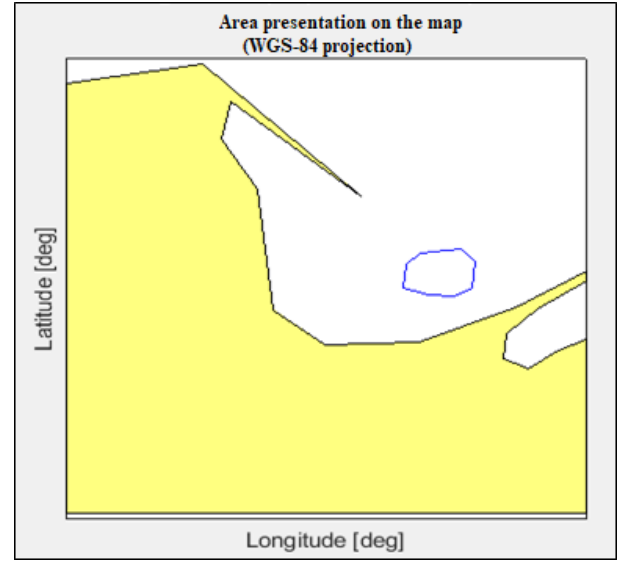 Area presentation on the map
(WGS-84 projection)
Latitude [deg]
Longitude [deg]